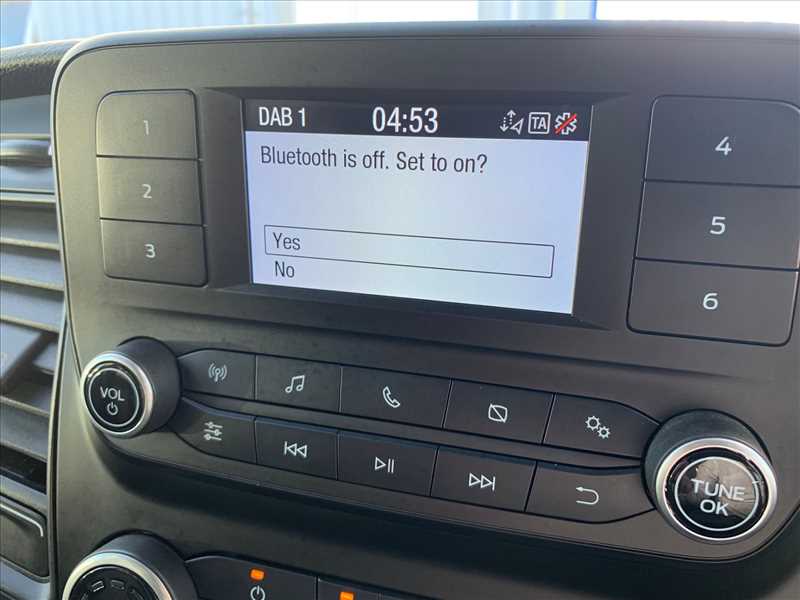 DAB 1 04:53 TA
Bluetooth is off. Set to on?
Yes
No
1
2
3
4
5
6
VOL
TUNE
OK